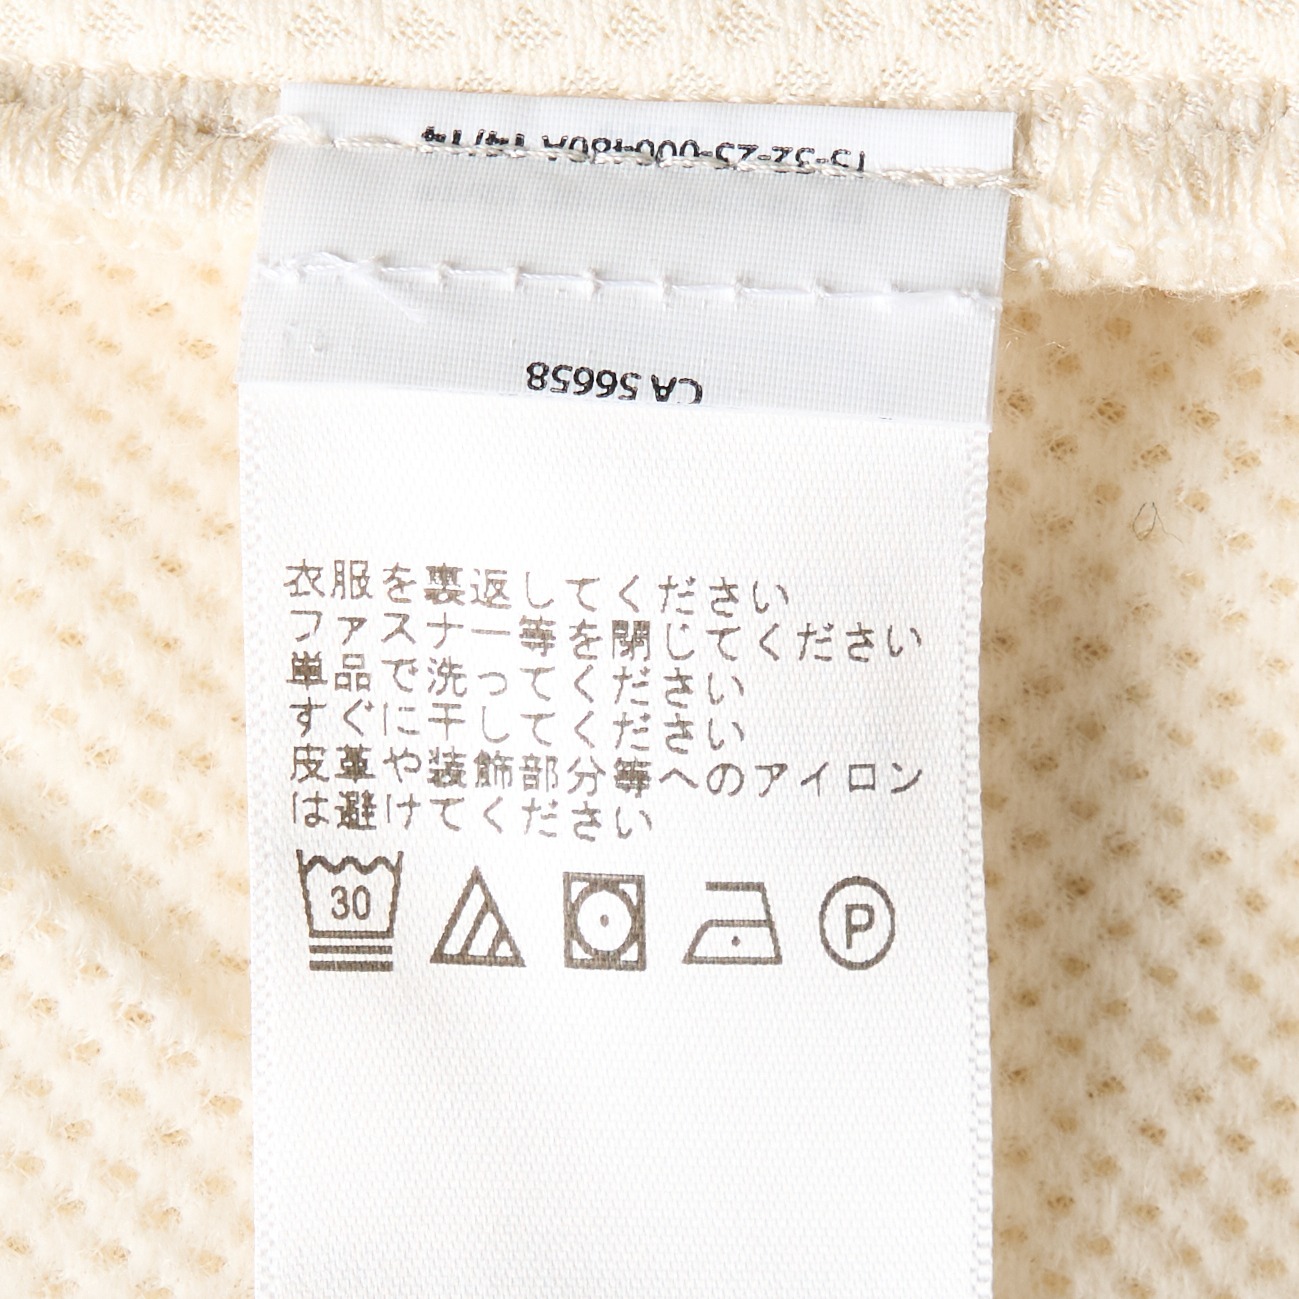 CA 56658
衣服を裏返してください
ファスナー等を閉じてください
単品で洗ってください
すぐに干してください
皮革や装飾部分等へのアイロン
は避けてください
30
P